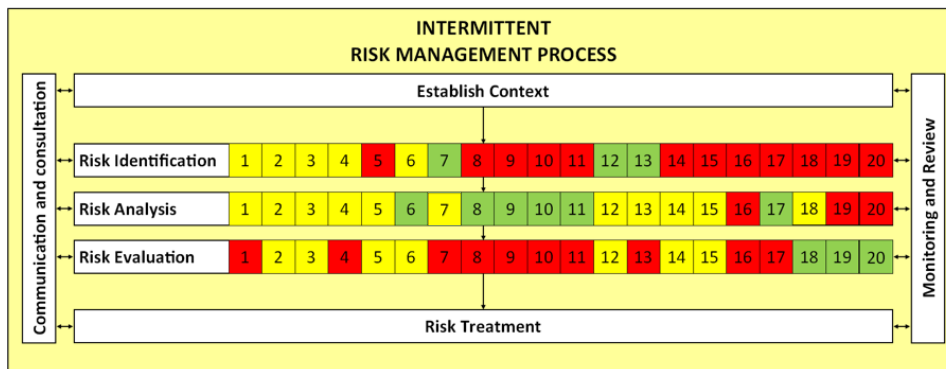 INTERMITTENT
RISK MANAGEMENT PROCESS
Communication and consultation
Establish Context
Risk Identification 1 2 3 4 5 6 7 8 9 10 11 12 13 14 15 16 17 18 19 20
Risk Analysis 1 2 3 4 5 6 7 8 9 10 11 12 13 14 15 16 17 18 19 20
Risk Evaluation 1 2 3 4 5 6 7 8 9 10 11 12 13 14 15 16 17 18 19 20
Risk Treatment
Monitoring and Review